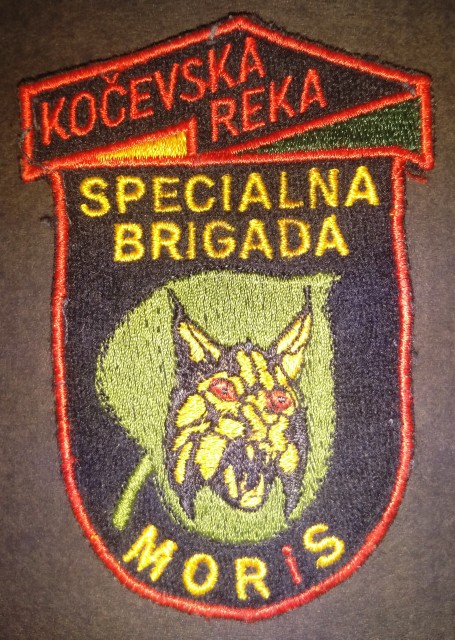 KOČEVSKA
REKA
SPECIALNA
BRIGADA
MORiS